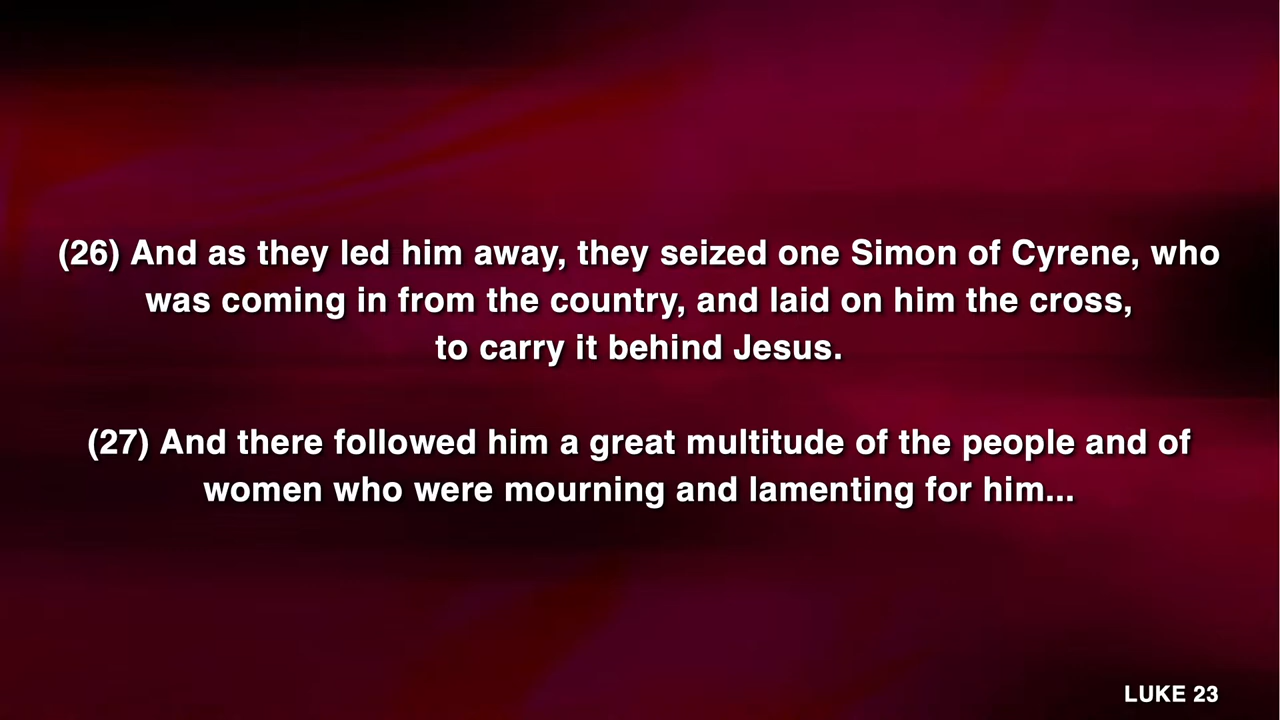 (26) And as they led him away, they seized one Simon of Cyrene, who
was coming in from the country, and laid on him the cross,
to carry it behind Jesus.
(27) And there followed him a great multitude of the people and of
women who were mourning and lamenting for him...
LUKE 23